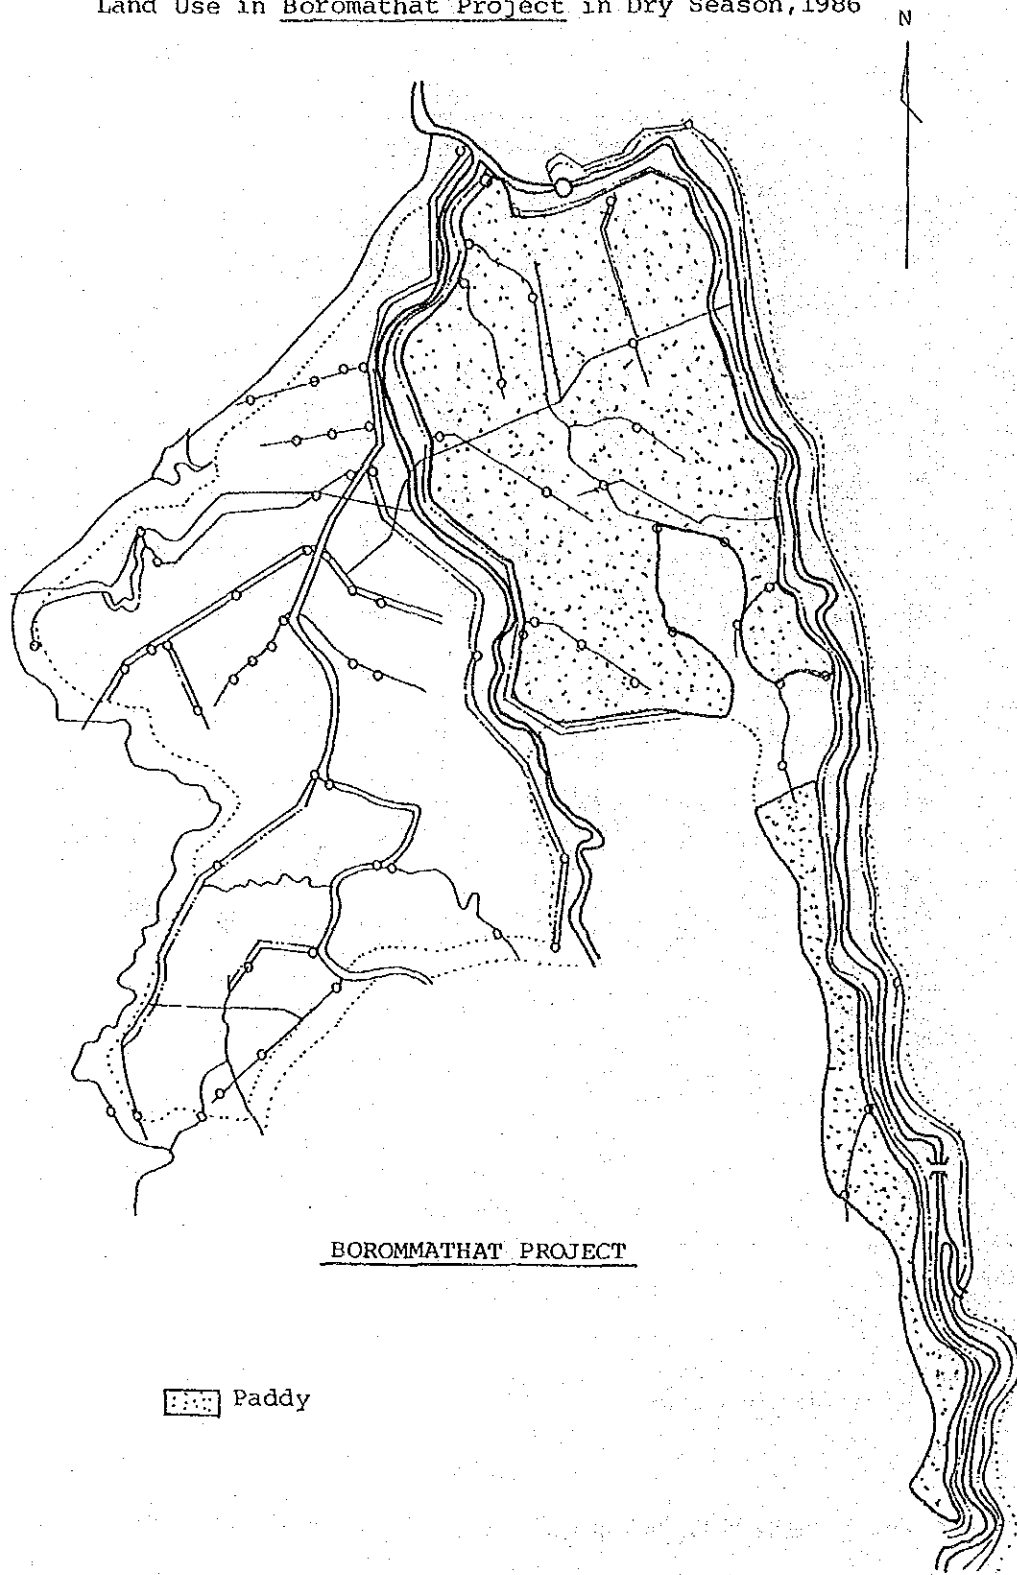 Land Use in Boromathat Project in Dry Season,1986
N
BOROMMATHAT PROJECT
Paddy